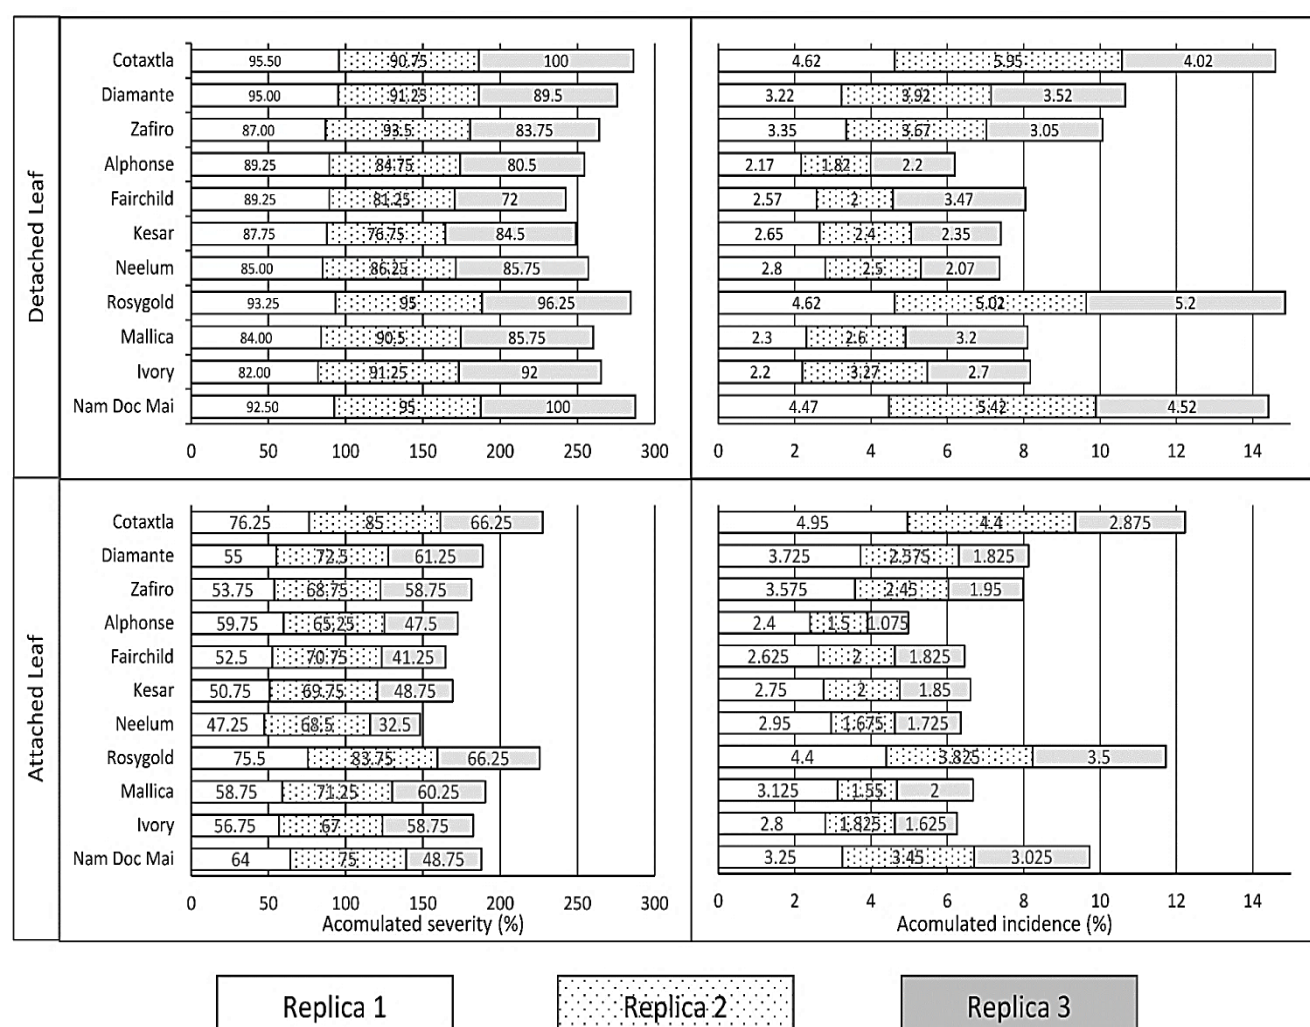 Detached Leaf
Cotaxtla 95.50 90.75 100 4.62 5.95 4.02
Diamante 95.00 91.25 89.5 3.22 3.92 3.52
Zafiro 87.00 93.5 83.75 3.35 3.67 3.05
Alphonse 89.25 84.75 80.5 2.17 1.82 2.2
Fairchild 89.25 81.25 72 2.57 2 3.47
Kesar 87.75 76.75 84.5 2.65 2.4 2.35
Neelum 85.00 86.25 85.75 2.8 2.5 2.07
Rosygold 93.25 95 96.25 4.62 5.02 5.2
Mallica 84.00 90.5 85.75 2.3 2.6 3.2
Ivory 82.00 91.25 92 2.2 3.27 2.7
Nam Doc Mai 92.50 95 100 4.47 5.42 4.52
0 50 100 150 200 250 300 0 2 4 6 8 10 12 14
Attached Leaf
Cotaxtla 76.25 85 66.25 4.95 4.4 2.875
Diamante 55 72.5 61.25 3.725 2.575 1.825
Zafiro 53.75 68.75 58.75 3.575 2.45 1.95
Alphonse 59.75 65.25 47.5 2.4 1.5 1.075
Fairchild 52.5 70.75 41.25 2.625 2 1.825
Kesar 50.75 69.75 48.75 2.75 2 1.85
Neelum 47.25 68.5 32.5 2.95 1.675 1.725
Rosygold 75.5 83.75 66.25 4.4 3.825 3.5
Mallica 58.75 71.25 60.25 3.125 1.55 2
Ivory 56.75 67 58.75 2.8 1.825 1.625
Nam Doc Mai 64 75 48.75 3.25 3.45 3.025
0 50 100 150 200 250 300 0 2 4 6 8 10 12 14
Acomulated severity (%) Acomulated incidence (%)
Replica 1 Replica 2 Replica 3